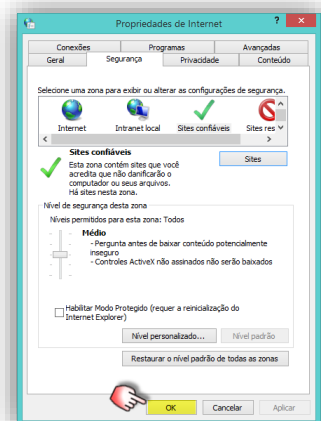 Propriedades de Internet
?
Conexões Programas Avançadas
Geral Segurança Privacidade Conteúdo
Selecione uma zona para exibir ou alterar as configurações de segurança.
Internet Intranet local Sites confiáveis Sites res
Sites confiáveis
Esta zona contém sites que você
acredita que não danificarão o
computador ou seus arquivos.
Há sites nesta zona.
Sites
Nível de segurança desta zona
Níveis permitidos para esta zona: Todos
Médio
- Pergunta antes de baixar conteúdo potencialmente
inseguro
- Controles ActiveX não assinados não serão baixados
Habilitar Modo Protegido (requer a reinicialização do
Internet Explorer)
Nível personalizado... Nível padrão
Restaurar o nível padrão de todas as zonas
OK Cancelar Aplicar